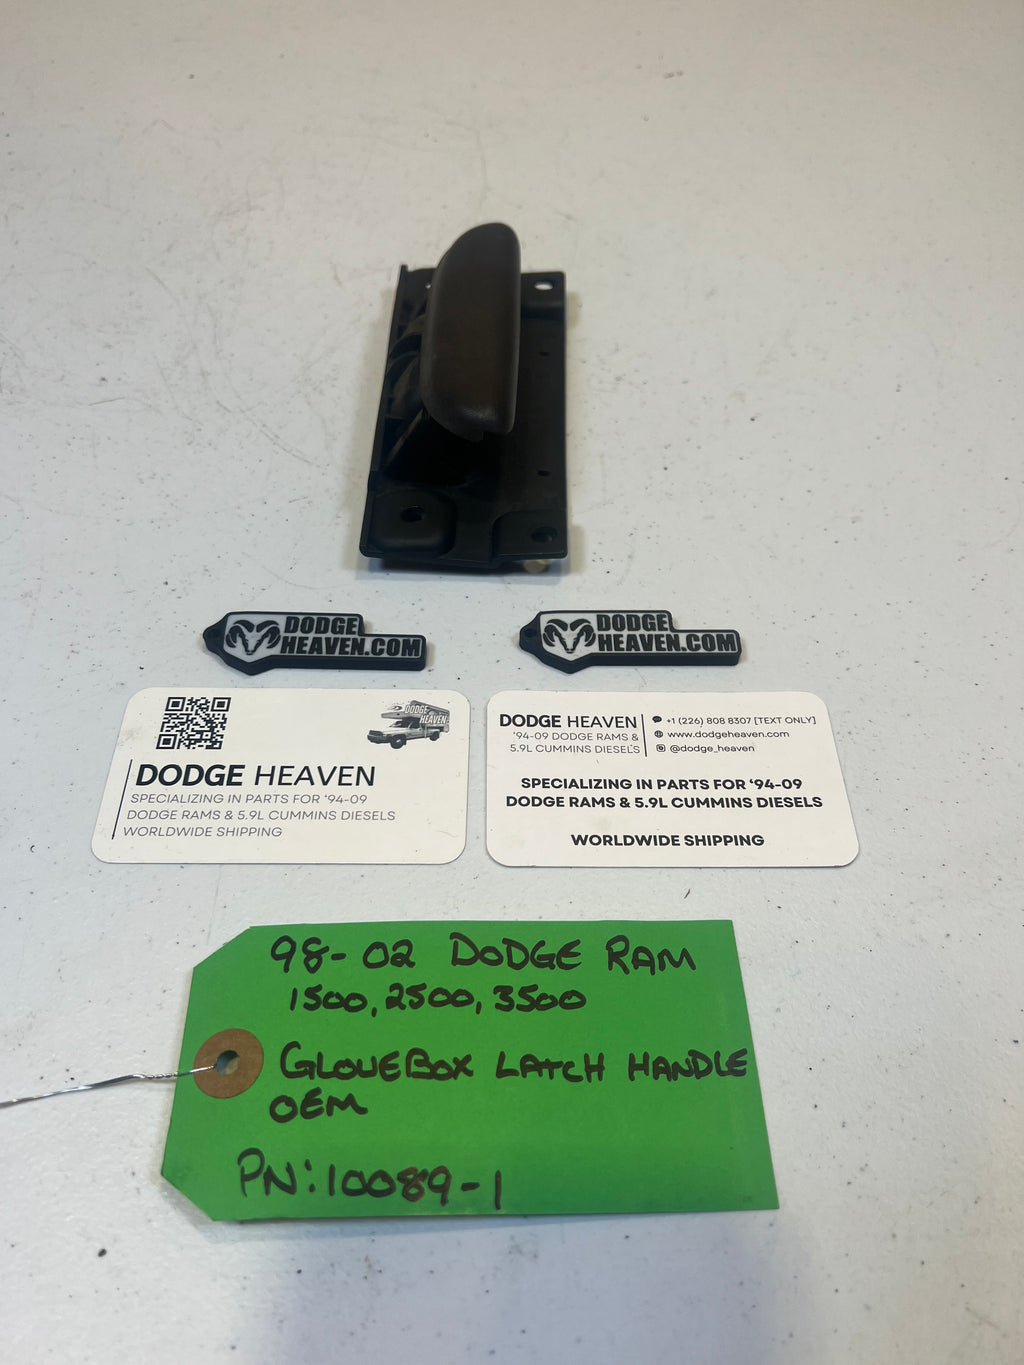 DODGE
HEAVEN.COM
DODGE
HEAVEN.COM
DODGE
HEAVEN
DODGE HEAVEN
SPECIALIZING IN PARTS FOR '94-09
DODGE RAMS & 5.9L CUMMINS DIESELS
WORLDWIDE SHIPPING
DODGE HEAVEN
'94-09 DODGE RAMS &
5.9L CUMMINS DIESELS
+1 (226) 808 8307 [TEXT ONLY]
www.dodgeheaven.com
@dodge_heaven
SPECIALIZING IN PARTS FOR '94-09
DODGE RAMS & 5.9L CUMMINS DIESELS
WORLDWIDE SHIPPING
98-02 DODGE RAM
1500, 2500, 3500
GLOVEBOX LATCH HANDLE
OEM
PN: 10089-1